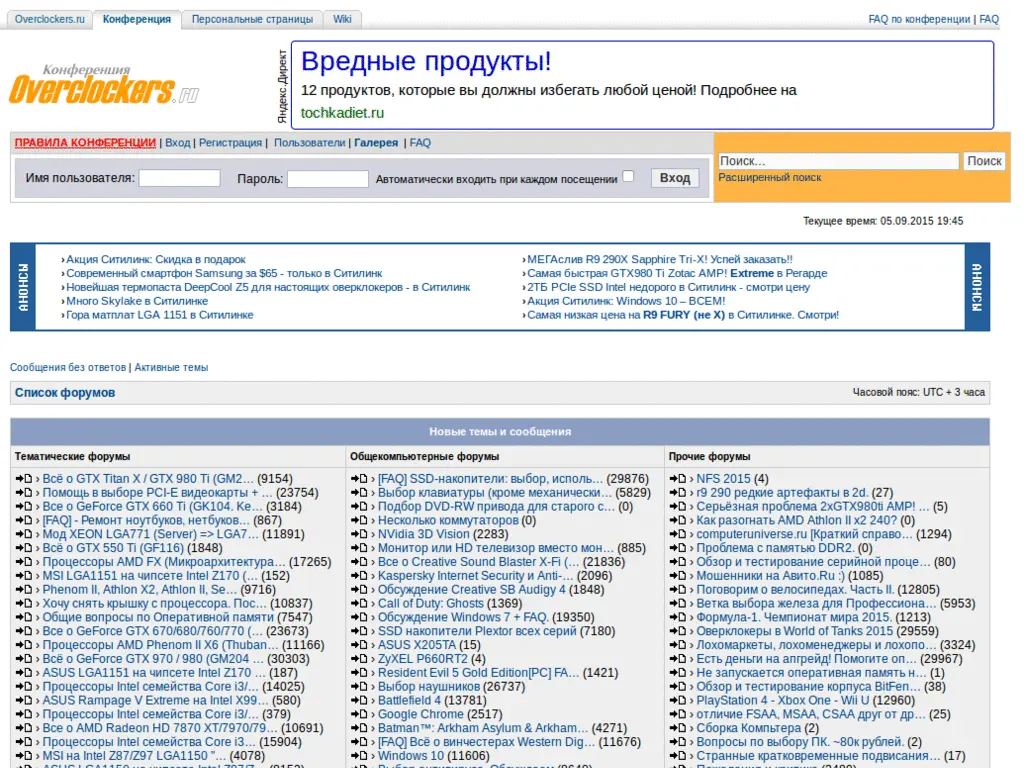 Overclockers.ru
Конференция
Персональные страницы
Wiki
FAQ по конференции | FAQ
Конференция
Overclockers.ru
Яндекс.Директ
Вредные продукты!
12 продуктов, которые вы должны избегать любой ценой! Подробнее на
tochkadiet.ru
ПРАВИЛА КОНФЕРЕНЦИИ | Вход | Регистрация | Пользователи | Галерея | FAQ
Имя пользователя: Пароль: Автоматически входить при каждом посещении Вход
Поиск... Поиск
Расширенный поиск
Текущее время: 05.09.2015 19:45
АНОНСЫ
›Акция Ситилинк: Скидка в подарок
›Современный смартфон Samsung за $65 - только в Ситилинк
›Новейшая термопаста DeepCool Z5 для настоящих оверклокеров - в Ситилинк
›Много Skylake в Ситилинке
›Гора матплат LGA 1151 в Ситилинке
›МЕГАслив R9 290X Sapphire Tri-X! Успей заказать!!
›Самая быстрая GTX980 Ti Zotac AMP! Extreme в Регарде
›2ТБ PCIe SSD Intel недорого в Ситилинк - смотри цену
›Акция Ситилинк: Windows 10 – ВСЕМ!
›Самая низкая цена на R9 FURY (не X) в Ситилинке. Смотри!
АНОНСЫ
Сообщения без ответов | Активные темы
Список форумов
Часовой пояс: UTC + 3 часа
Новые темы и сообщения
Тематические форумы
› Всё о GTX Titan X / GTX 980 Ti (GM2… (9154)
› Помощь в выборе PCI-E видеокарты + … (23754)
› Все о GeForce GTX 660 Ti (GK104. Ke… (3184)
› [FAQ] - Ремонт ноутбуков, нетбуков… (867)
› Мод XEON LGA771 (Server) => LGA7… (11891)
› Всё о GTX 550 Ti (GF116) (1848)
› Процессоры AMD FX (Микроархитектура… (17265)
› MSI LGA1151 на чипсете Intel Z170 (… (152)
› Phenom II, Athlon X2, Athlon II, Se… (9716)
› Хочу снять крышку с процессора. Пос… (10837)
› Общие вопросы по Оперативной памяти (7547)
› Все о GeForce GTX 670/680/760/770 (… (23673)
› Процессоры AMD Phenom II X6 (Thuban… (11166)
› Всё о GeForce GTX 970 / 980 (GM204 … (30303)
› ASUS LGA1151 на чипсете Intel Z170 … (187)
› Процессоры Intel семейства Core i3/… (14025)
› ASUS Rampage V Extreme на Intel X99… (580)
› Процессоры Intel семейства Core i3/… (379)
› Все о AMD Radeon HD 7870 XT/7970/79… (10691)
› Процессоры Intel семейства Core i3… (15904)
› MSI на Intel Z87/Z97 LGA1150 "… (4078)
Общекомпьютерные форумы
› [FAQ] SSD-накопители: выбор, исполь… (29876)
› Выбор клавиатуры (кроме механически… (5829)
› Подбор DVD-RW привода для старого с… (0)
› Несколько коммутаторов (0)
› NVidia 3D Vision (2283)
› Монитор или HD телевизор вместо мон… (885)
› Все о Creative Sound Blaster X-Fi (… (21836)
› Kaspersky Internet Security и Anti-… (2096)
› Обсуждение Creative SB Audigy 4 (1848)
› Call of Duty: Ghosts (1369)
› Обсуждение Windows 7 + FAQ. (19350)
› SSD накопители Plextor всех серий (7180)
› ASUS X205TA (15)
› ZyXEL P660RT2 (4)
› Resident Evil 5 Gold Edition[PC] FA… (1421)
› Выбор наушников (26737)
› Battlefield 4 (13781)
› Google Chrome (2517)
› Batman™: Arkham Asylum & Arkham… (4271)
› [FAQ] Всё о винчестерах Western Dig… (11676)
› Windows 10 (11606)
Прочие форумы
› NFS 2015 (4)
› r9 290 редкие артефакты в 2d. (27)
› Серьёзная проблема 2xGTX980ti AMP! … (5)
› Как разогнать AMD Athlon II x2 240? (0)
› computeruniverse.ru [Краткий справо… (1294)
› Проблема с памятью DDR2. (0)
› Обзор и тестирование серийной проце… (80)
› Мошенники на Авито.Ru :) (1085)
› Поговорим о велосипедах. Часть II. (12805)
› Ветка выбора железа для Профессиона… (5953)
› Формула-1. Чемпионат мира 2015. (1213)
› Оверклокеры в World of Tanks 2015 (29559)
› Лохомаркеты, лохоменеджеры и лохопо… (3324)
› Есть деньги на апгрейд! Помогите оп… (29967)
› Не запускается оперативная память н… (1)
› Обзор и тестирование корпуса BitFen… (38)
› PlayStation 4 - Xbox One - Wii U (12960)
› отличие FSAA, MSAA, CSAA друг от др… (25)
› Сборка Компьютера (2)
› Вопросы по выбору ПК. ~80к рублей. (2)
› Странные кратковременные подвисания… (17)